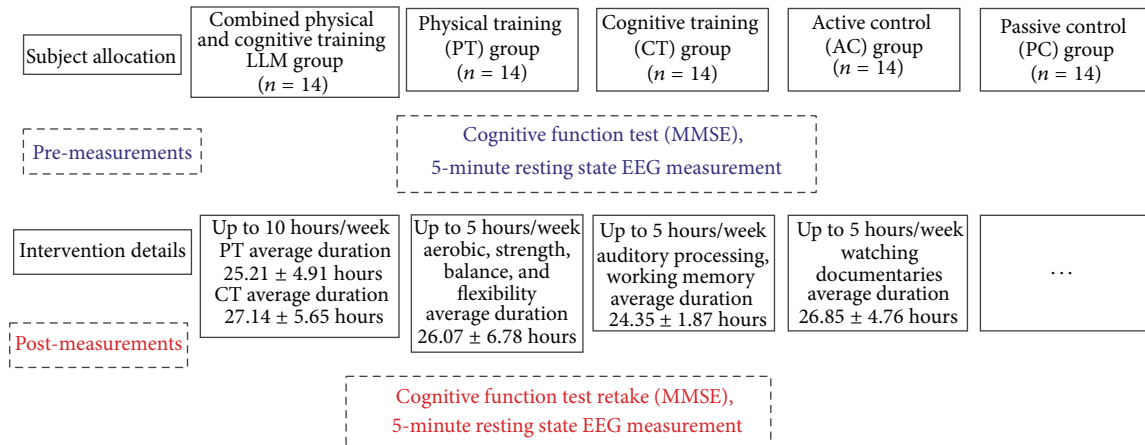 Subject allocation
Combined physical
and cognitive training
LLM group
(n = 14)
Physical training
(PT) group
(n = 14)
Cognitive training
(CT) group
(n = 14)
Active control
(AC) group
(n = 14)
Passive control
(PC) group
(n = 14)
Pre-measurements
Cognitive function test (MMSE),
5-minute resting state EEG measurement
Intervention details
Up to 10 hours/week
PT average duration
25.21 ± 4.91 hours
CT average duration
27.14 ± 5.65 hours
Up to 5 hours/week
aerobic, strength,
balance, and
flexibility
average duration
26.07 ± 6.78 hours
Up to 5 hours/week
auditory processing,
working memory
average duration
24.35 ± 1.87 hours
Up to 5 hours/week
watching
documentaries
average duration
26.85 ± 4.76 hours
...
Post-measurements
Cognitive function test retake (MMSE),
5-minute resting state EEG measurement